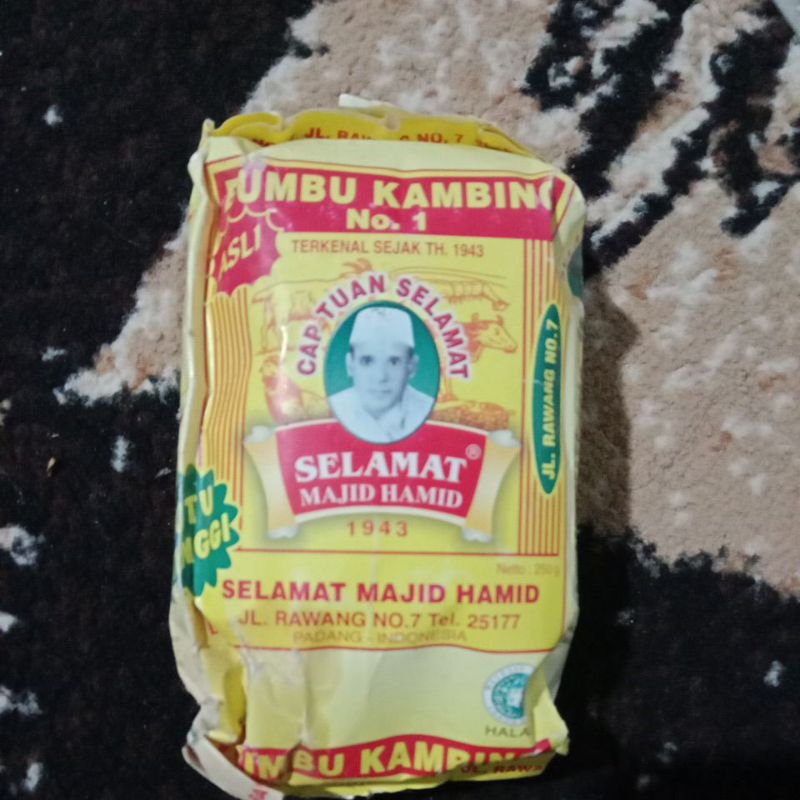 JL. RAWANG NO. 7
BUMBU KAMBING
No. 1
ASLI
TERKENAL SEJAK TH. 1943
CAP TUAN SELAMAT
JL. RAWANG NO. 7
SELAMAT®
MAJID HAMID
1943
Netto : 250 g
SELAMAT MAJID HAMID
JL. RAWANG NO.7 Tel. 25177
PADANG - INDONESIA
HALAL
BUMBU KAMBING
JL. RAWA